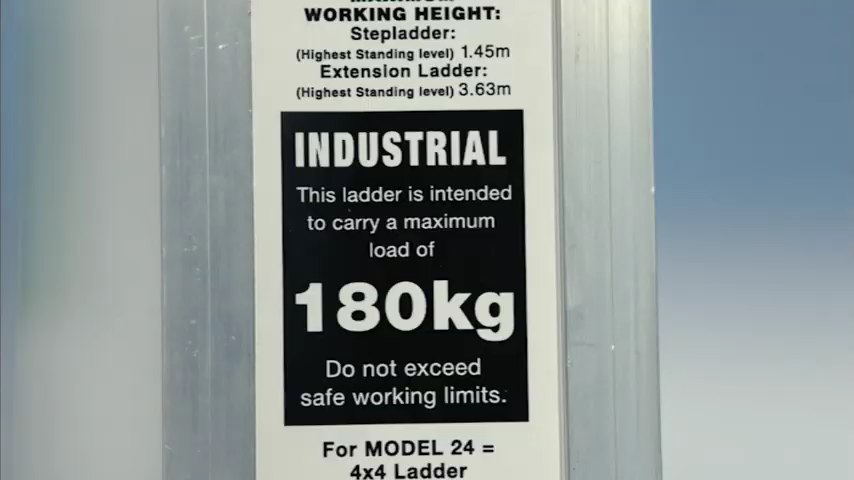 WORKING HEIGHT:
Stepladder:
(Highest Standing level) 1.45m
Extension Ladder:
(Highest Standing level) 3.63m
INDUSTRIAL
This ladder is intended
to carry a maximum
load of
180kg
Do not exceed
safe working limits.
For MODEL 24 =
4x4 Ladder